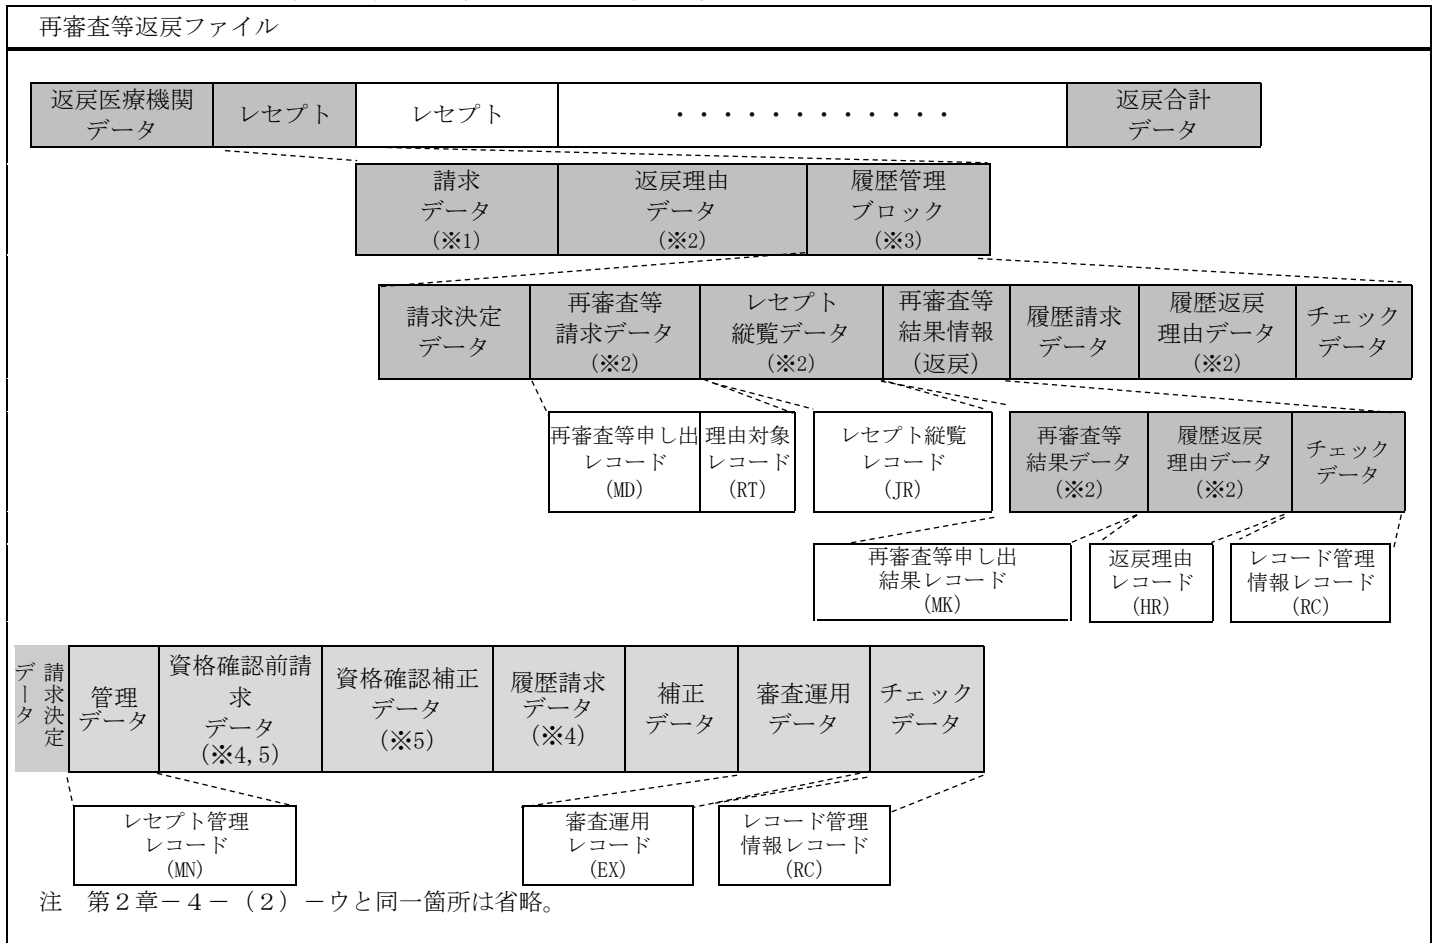 再審査等返戻ファイル
返戻医療機関
データ
レセプト
レセプト
・・・・・・・・・・・・
返戻合計
データ
請求
データ
(※1)
返戻理由
データ
(※2)
履歴管理
ブロック
(※3)
請求決定
データ
再審査等
請求データ
(※2)
レセプト
縦覧データ
(※2)
再審査等
結果情報
(返戻)
履歴請求
データ
履歴返戻
理由データ
(※2)
チェック
データ
再審査等申し出
レコード
(MD)
理由対象
レコード
(RT)
レセプト縦覧
レコード
(JR)
再審査等
結果データ
(※2)
履歴返戻
理由データ
(※2)
チェック
データ
再審査等申し出
結果レコード
(MK)
返戻理由
レコード
(HR)
レコード管理
情報レコード
(RC)
請求決定
データ
管理
データ
資格確認前請
求
データ
(※4,5)
資格確認補正
データ
(※5)
履歴請求
データ
(※4)
補正
データ
審査運用
データ
チェック
データ
レセプト管理
レコード
(MN)
審査運用
レコード
(EX)
レコード管理
情報レコード
(RC)
注　第２章－４－（２）－ウと同一箇所は省略。